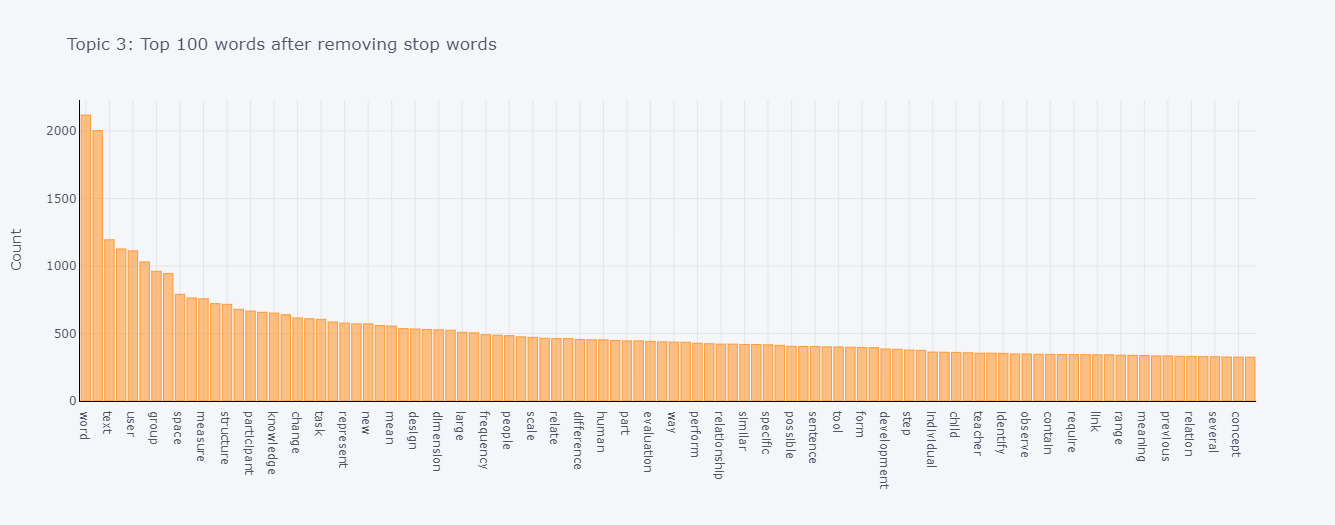 Topic 3: Top 100 words after removing stop words
Count
2000
1500
1000
500
0
word
text
user
group
space
measure
structure
participant
knowledge
change
task
represent
new
mean
design
dimension
large
frequency
people
scale
relate
difference
human
part
evaluation
way
perform
relationship
similar
specific
possible
sentence
tool
form
development
step
individual
child
teacher
identify
observe
contain
require
link
range
meaning
previous
relation
several
concept